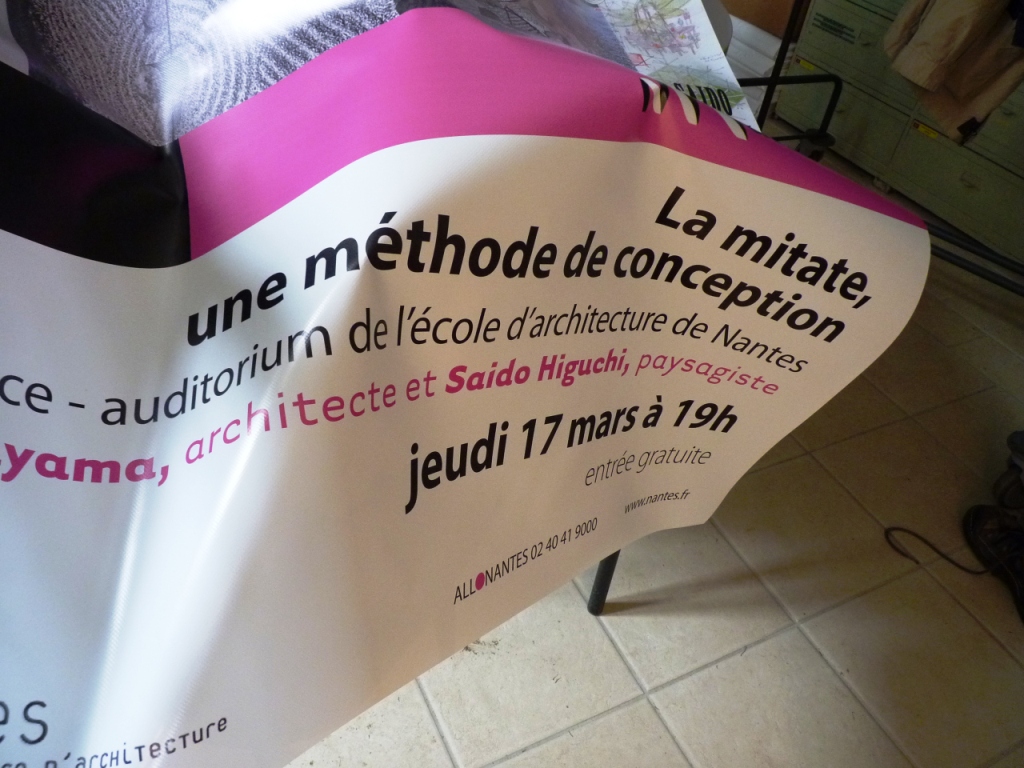 La mitate,
une méthode de conception
ce - auditorium de l'école d'architecture de Nantes
yama, architecte et Saido Higuchi, paysagiste
jeudi 17 mars à 19h
entrée gratuite
www.nantes.fr
ALLONANTES 02 40 41 9000
es
d'architecture